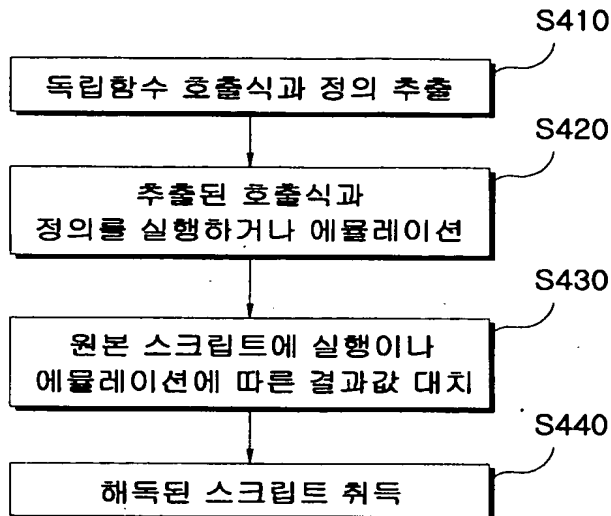 S410
독립함수 호출식과 정의 추출
S420
추출된 호출식과
정의를 실행하거나 에뮬레이션
S430
원본 스크립트에 실행이나
에뮬레이션에 따른 결과값 대치
S440
해독된 스크립트 취득